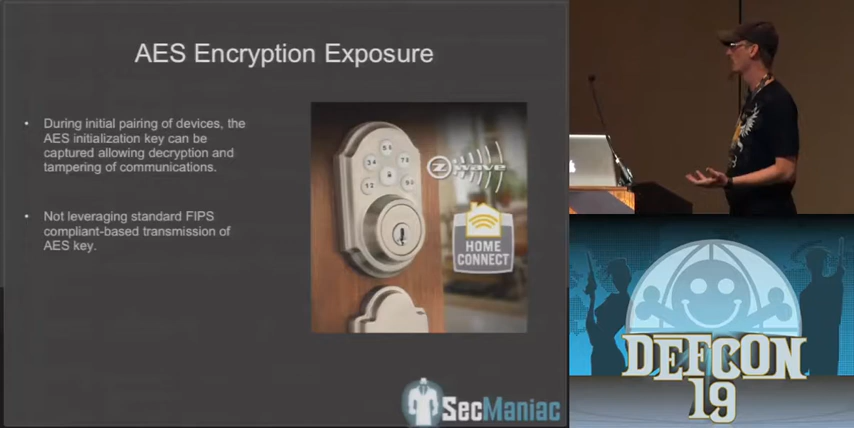 AES Encryption Exposure
• During initial pairing of devices, the
AES initialization key can be
captured allowing decryption and
tampering of communications.
• Not leveraging standard FIPS
compliant-based transmission of
AES key.
Z wave
HOME
CONNECT
SecManiac
DEFCON
19